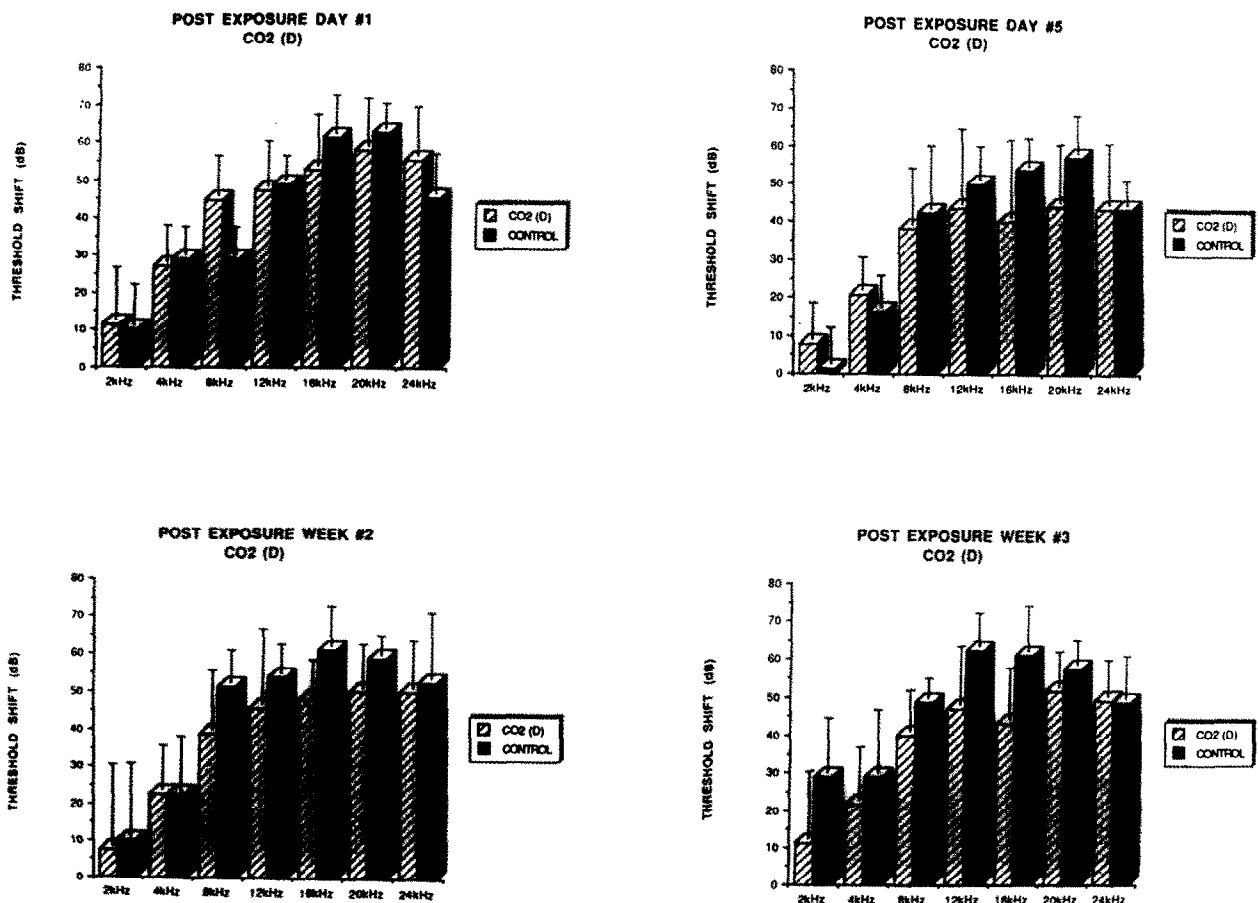 POST EXPOSURE DAY #1
CO2 (D)
THRESHOLD SHIFT (dB)
80
70
60
50
40
30
20
10
0
2kHz 4kHz 8kHz 12kHz 16kHz 20kHz 24kHz
CO2 (D)
CONTROL
POST EXPOSURE DAY #5
CO2 (D)
THRESHOLD SHIFT (dB)
80
70
60
50
40
30
20
10
0
2kHz 4kHz 8kHz 12kHz 16kHz 20kHz 24kHz
CO2 (D)
CONTROL
POST EXPOSURE WEEK #2
CO2 (D)
THRESHOLD SHIFT (dB)
80
70
60
50
40
30
20
10
0
2kHz 4kHz 8kHz 12kHz 16kHz 20kHz 24kHz
CO2 (D)
CONTROL
POST EXPOSURE WEEK #3
CO2 (D)
THRESHOLD SHIFT (dB)
80
70
60
50
40
30
20
10
0
2kHz 4kHz 8kHz 12kHz 16kHz 20kHz 24kHz
CO2 (D)
CONTROL